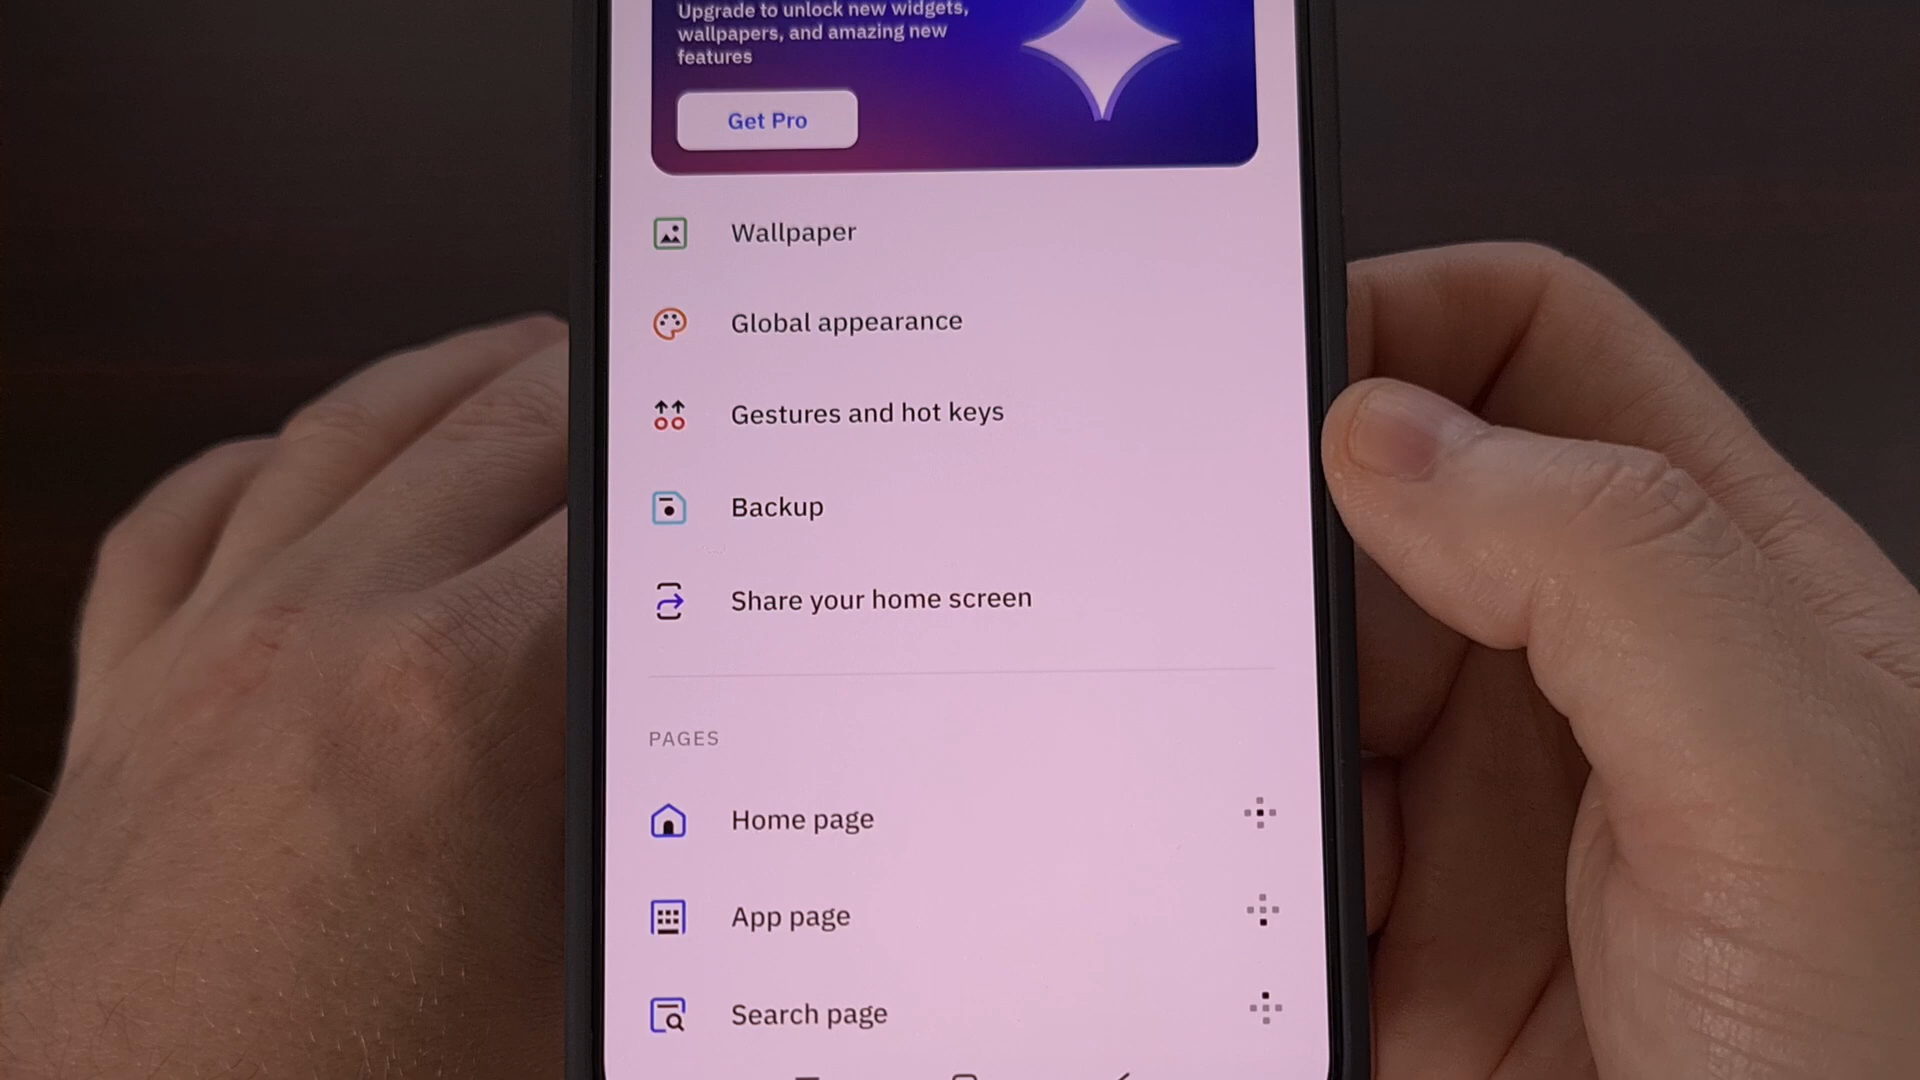 Upgrade to unlock new widgets,
wallpapers, and amazing new
features
Get Pro
Wallpaper
Global appearance
Gestures and hot keys
Backup
Share your home screen
PAGES
Home page
App page
Search page